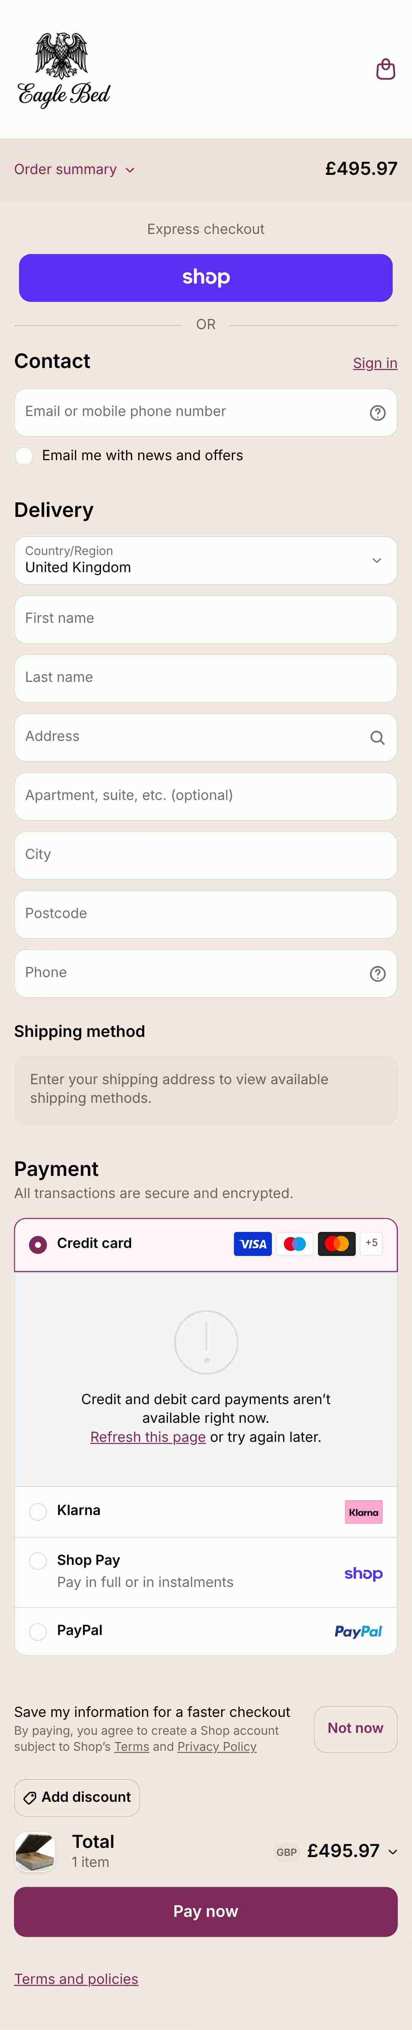 Eagle Bed
Order summary
£495.97
Express checkout
shop
OR
Contact
Sign in
Email or mobile phone number
Email me with news and offers
Delivery
Country/Region
United Kingdom
First name
Last name
Address
Apartment, suite, etc. (optional)
City
Postcode
Phone
Shipping method
Enter your shipping address to view available
shipping methods.
Payment
All transactions are secure and encrypted.
Credit card
VISA
+5
Credit and debit card payments aren’t
available right now.
Refresh this page or try again later.
Klarna
Klarna
Shop Pay
Pay in full or in instalments
shop
PayPal
PayPal
Save my information for a faster checkout
By paying, you agree to create a Shop account
subject to Shop’s Terms and Privacy Policy
Not now
Add discount
Total
1 item
GBP £495.97
Pay now
Terms and policies